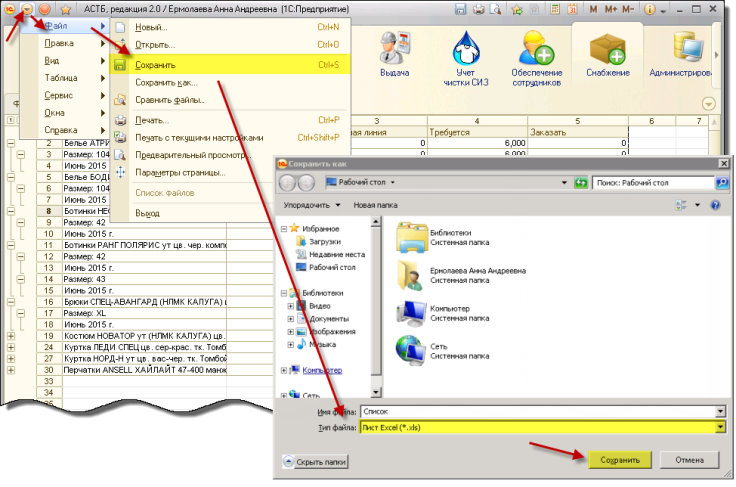 АСТБ, редакция 2.0 / Ермолаева Анна Андреевна (1С:Предприятие)
M M+ M-
Файл
Правка
Вид
Таблица
Сервис
Окна
Справка
Новый... Ctrl+N
Открыть... Ctrl+O
Сохранить Ctrl+S
Сохранить как...
Сравнить файлы..
Печать... Ctrl+P
Печать с текущими настройками Ctrl+Shift+P
Предварительный просмотр
Параметры страницы...
Список файлов
Выход
Выдача
Учет чистки СИЗ
Обеспечение сотрудников
Снабжение
Администриров
3 4 5 6 7
ая линия Требуется Заказать
0 6,000 0
0 6,000 0
2 Белье АТРИ
3 Размер: 104
4 Июнь 2015
5 Белье БОДИ
6 Размер: 104
7 Июнь 2015
8 Ботинки НЕО
9 Размер: 42
10 Июнь 2015 г.
11 Ботинки РАНГ ПОЛЯРИС ут цв. чер. комп
12 Размер: 42
13 Июнь 2015 г.
14 Размер: 43
15 Июнь 2015 г.
16 Брюки СПЕЦ-АВАНГАРД (НЛМК КАЛУГА) ц
17 Размер: XL
18 Июнь 2015 г.
19 Костюм НОВАТОР ут (НЛМК КАЛУГА) цв.
24 Куртка ЛЕДИ СПЕЦ цв. сер-крас. тк. Томб
27 Куртка НОРД-Н ут цв. вас-чер. тк. Томбой
30 Перчатки ANSELL ХАЙЛАЙТ 47-400 манж
33
34
Сохранить как
Рабочий стол
Поиск: Рабочий стол
Упорядочить Новая папка
Избранное
Загрузки
Недавние места
Рабочий стол
Библиотеки
Видео
Документы
Изображения
Музыка
Компьютер
Сеть
Библиотеки
Системная папка
Ермолаева Анна Андреевна
Системная папка
Компьютер
Системная папка
Сеть
Системная папка
Имя файла: Список
Тип файла: Лист Excel (*.xls)
Скрыть папки
Сохранить
Отмена